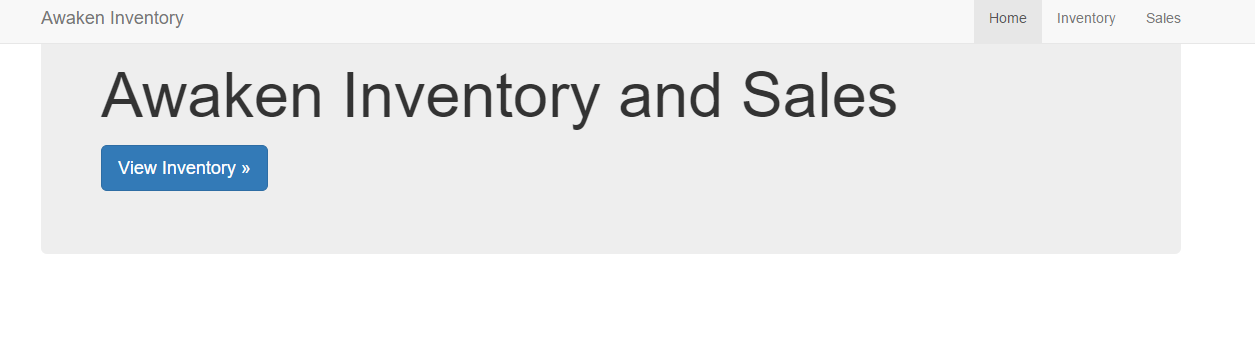 Awaken Inventory
Home Inventory Sales
Awaken Inventory and Sales
View Inventory »